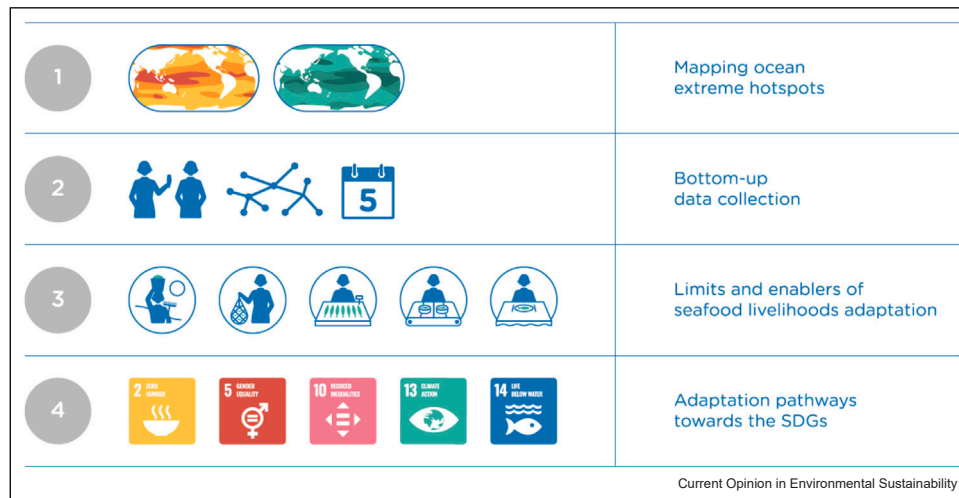 1
Mapping ocean
extreme hotspots
2
5
Bottom-up
data collection
3
Limits and enablers of
seafood livelihoods adaptation
4
2 ZERO
HUNGER
5 GENDER
EQUALITY
10 REDUCED
INEQUALITIES
13 CLIMATE
ACTION
14 LIFE
BELOW WATER
Adaptation pathways
towards the SDGs
Current Opinion in Environmental Sustainability